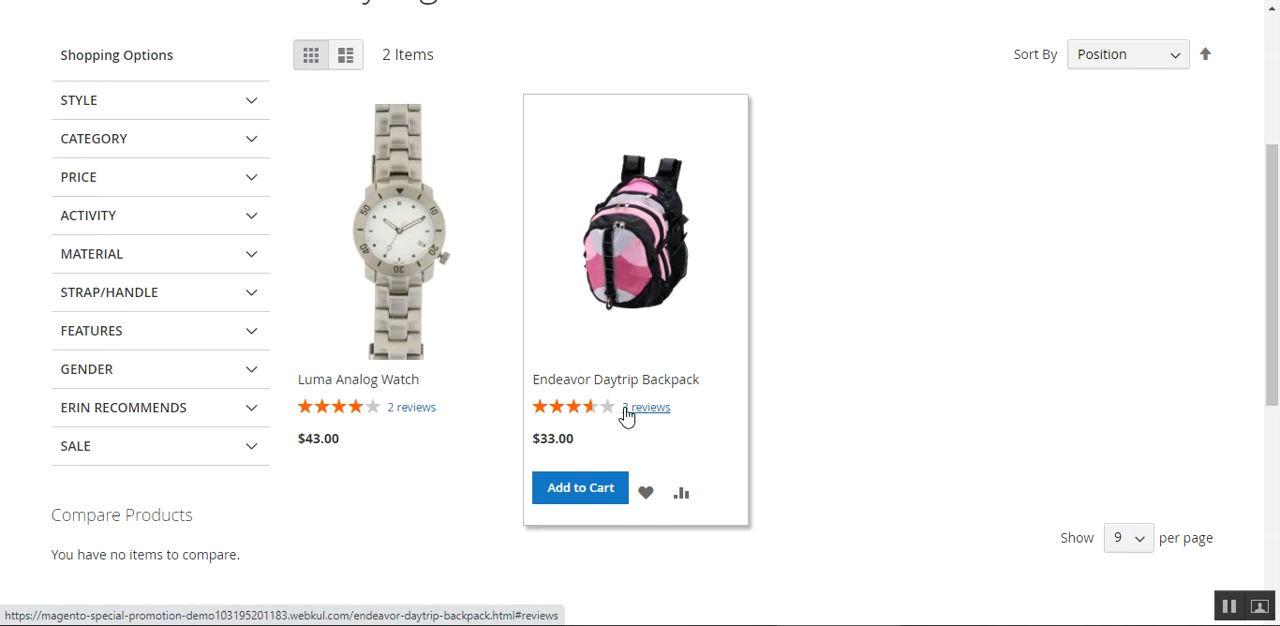 Shopping Options
2 Items
Sort By Position
STYLE
CATEGORY
PRICE
ACTIVITY
MATERIAL
STRAP/HANDLE
FEATURES
GENDER
ERIN RECOMMENDS
SALE
Luma Analog Watch
2 reviews
$43.00
Endeavor Daytrip Backpack
reviews
$33.00
Add to Cart
Compare Products
You have no items to compare.
Show 9 per page
https://magento-special-promotion-demo103195201183.webkul.com/endeavor-daytrip-backpack.html#reviews